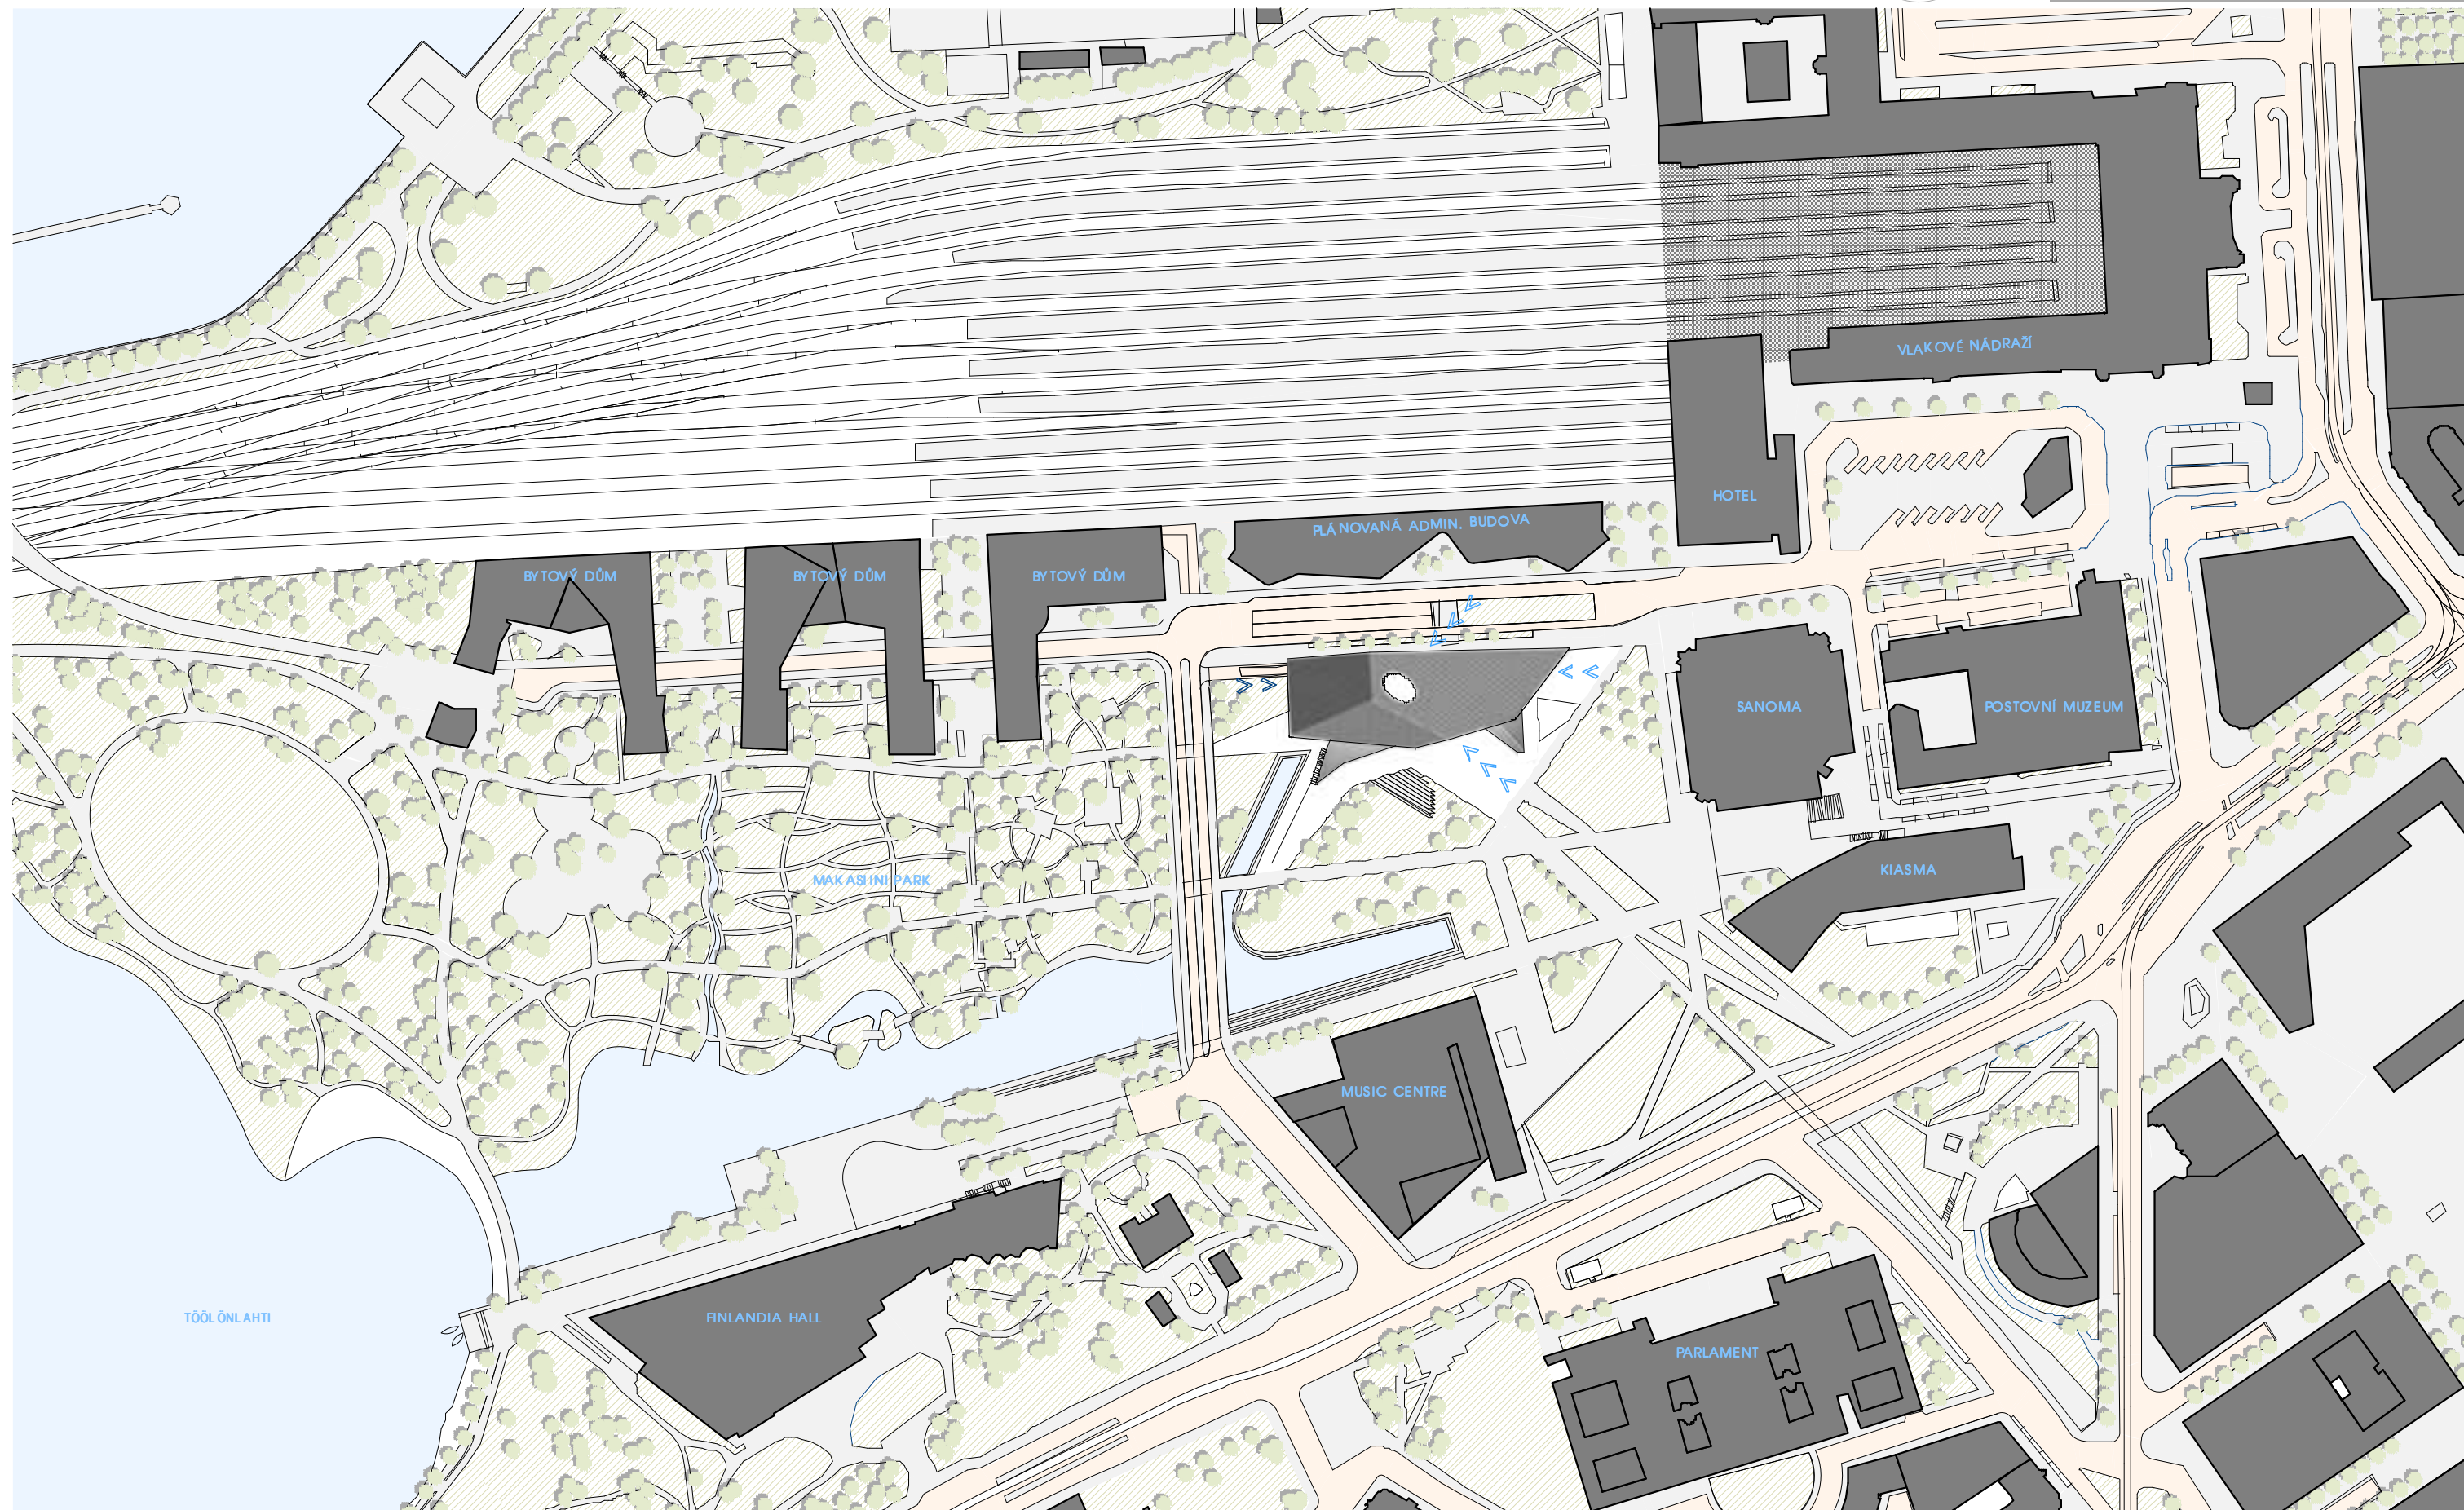 VLAKOVÉ NÁDRAŽÍ
HOTEL
PLÁNOVANÁ ADMIN. BUDOVA
BYTOVÝ DŮM
BYTOVÝ DŮM
BYTOVÝ DŮM
SANOMA
POSTOVNÍ MUZEUM
KIASMA
MAKASIINI PARK
MUSIC CENTRE
TÖÖLÖNLAHTI
FINLANDIA HALL
PARLAMENT